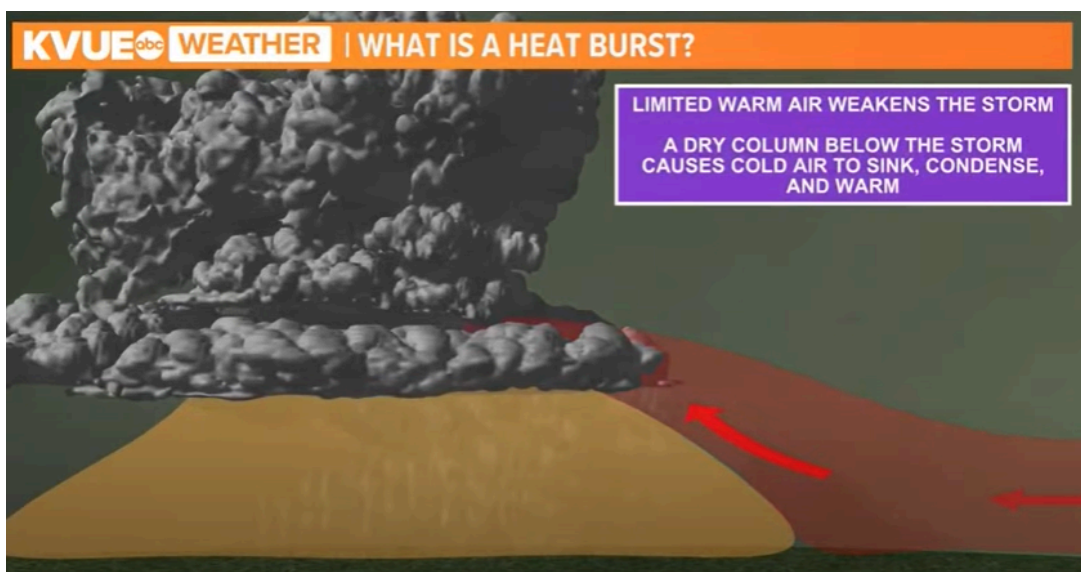 KVUE abc WEATHER | WHAT IS A HEAT BURST?
LIMITED WARM AIR WEAKENS THE STORM
A DRY COLUMN BELOW THE STORM
CAUSES COLD AIR TO SINK, CONDENSE,
AND WARM